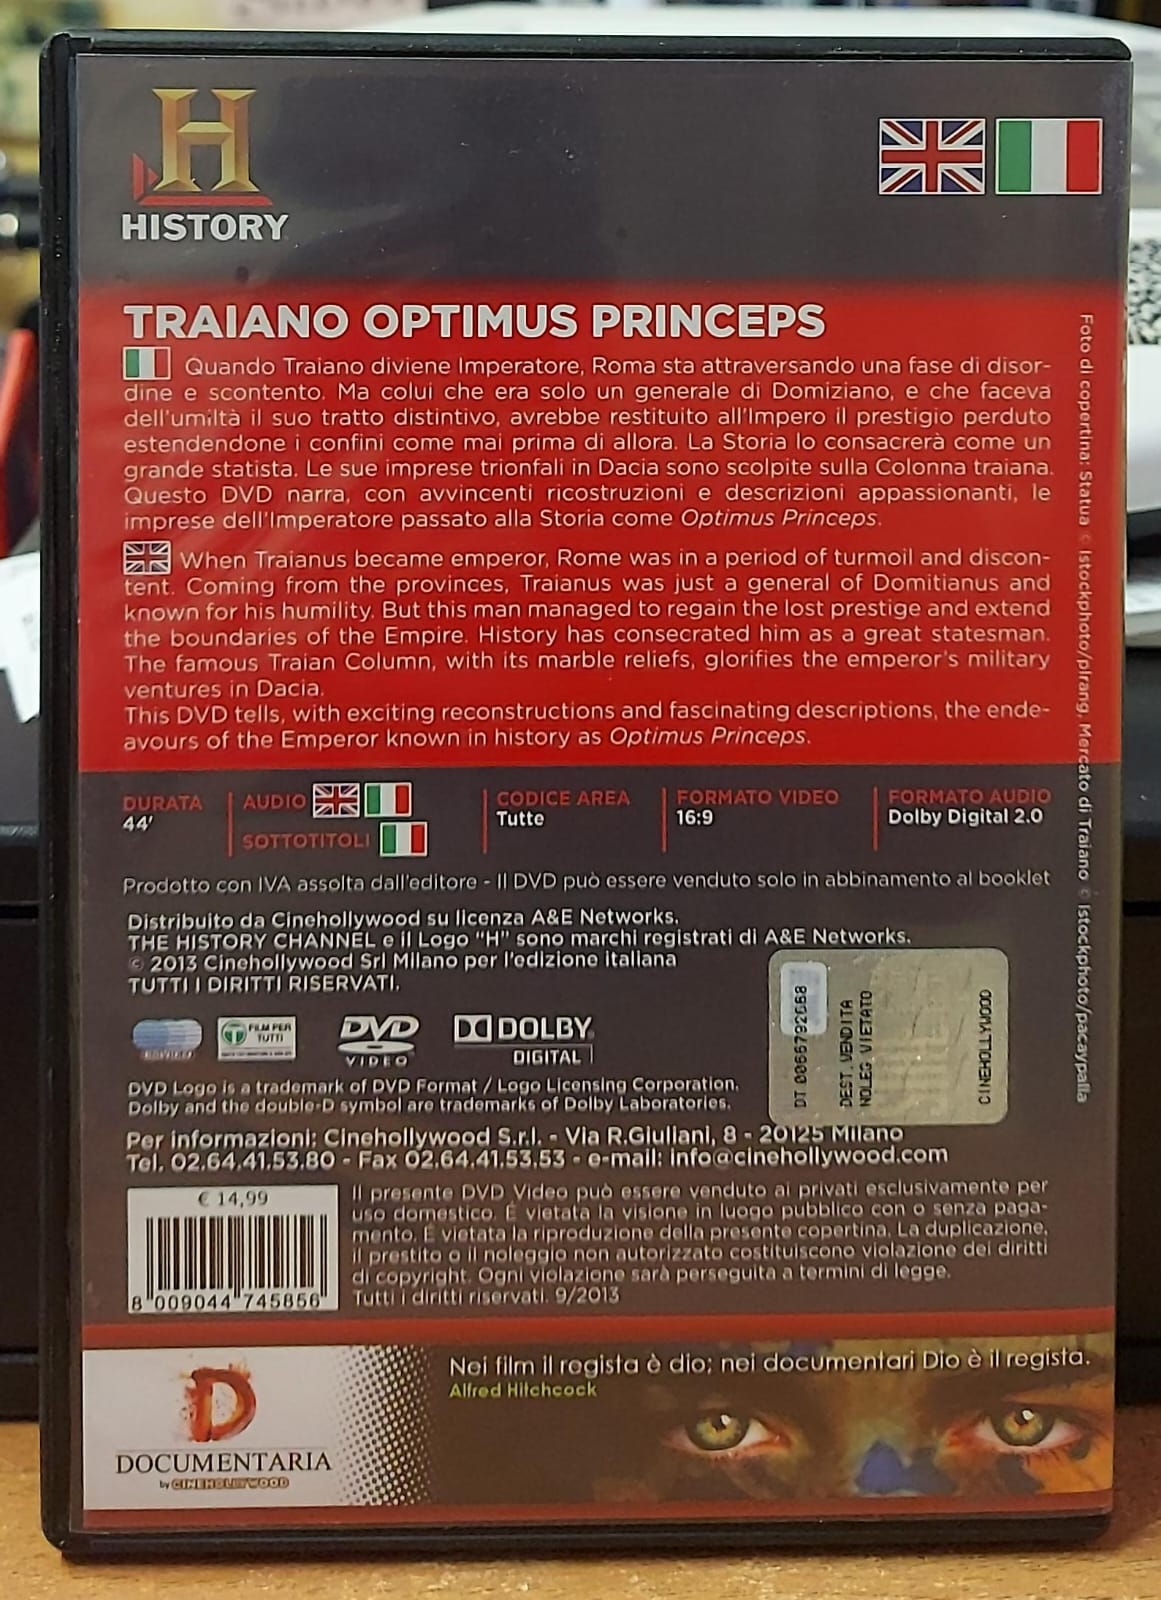 H
HISTORY
TRAIANO OPTIMUS PRINCEPS
Quando Traiano diviene Imperatore, Roma sta attraversando una fase di disor-
dine e scontento. Ma colui che era solo un generale di Domiziano, e che faceva
dell'umiltà il suo tratto distintivo, avrebbe restituito all'Impero il prestigio perduto
estendendone i confini come mai prima di allora. La Storia lo consacrerà come un
grande statista. Le sue imprese trionfali in Dacia sono scolpite sulla Colonna traiana.
Questo DVD narra, con avvincenti ricostruzioni e descrizioni appassionanti, le
imprese dell'Imperatore passato alla Storia come Optimus Princeps.
When Traianus became emperor, Rome was in a period of turmoil and discon-
tent. Coming from the provinces, Traianus was just a general of Domitianus and
known for his humility. But this man managed to regain the lost prestige and extend
the boundaries of the Empire. History has consecrated him as a great statesman.
The famous Traian Column, with its marble reliefs, glorifies the emperor's military
ventures in Dacia.
This DVD tells, with exciting reconstructions and fascinating descriptions, the ende-
avours of the Emperor known in history as Optimus Princeps.
Foto di copertina: Statua © Istockphoto/plrang, Mercato di Traiano © Istockphoto/pacaypalla
DURATA
44'
AUDIO
SOTTOTITOLI
CODICE AREA
Tutte
FORMATO VIDEO
16:9
FORMATO AUDIO
Dolby Digital 2.0
Prodotto con IVA assolta dall'editore - Il DVD può essere venduto solo in abbinamento al booklet
Distribuito da Cinehollywood su licenza A&E Networks.
THE HISTORY CHANNEL e il Logo "H" sono marchi registrati di A&E Networks.
© 2013 Cinehollywood Srl Milano per l'edizione italiana
TUTTI I DIRITTI RISERVATI.
FILM PER
TUTTI
DVD
VIDEO
DOLBY
DIGITAL
DT 0066792668
DEST.VENDITA
NOLEG VIETATO
CINEHOLLYWOOD
DVD Logo is a trademark of DVD Format / Logo Licensing Corporation.
Dolby and the double-D symbol are trademarks of Dolby Laboratories.
Per informazioni: Cinehollywood S.r.l. - Via R.Giuliani, 8 - 20125 Milano
Tel. 02.64.41.53.80 - Fax 02.64.41.53.53 - e-mail: info@cinehollywood.com
€ 14,99
8 009044 745856
Il presente DVD Video può essere venduto ai privati esclusivamente per
uso domestico. È vietata la visione in luogo pubblico con o senza paga-
mento. È vietata la riproduzione della presente copertina. La duplicazione,
il prestito o il noleggio non autorizzato costituiscono violazione dei diritti
di copyright. Ogni violazione sarà perseguita a termini di legge.
Tutti i diritti riservati. 9/2013
D
DOCUMENTARIA
by CINEHOLLYWOOD
Nei film il regista è dio; nei documentari Dio è il regista.
Alfred Hitchcock